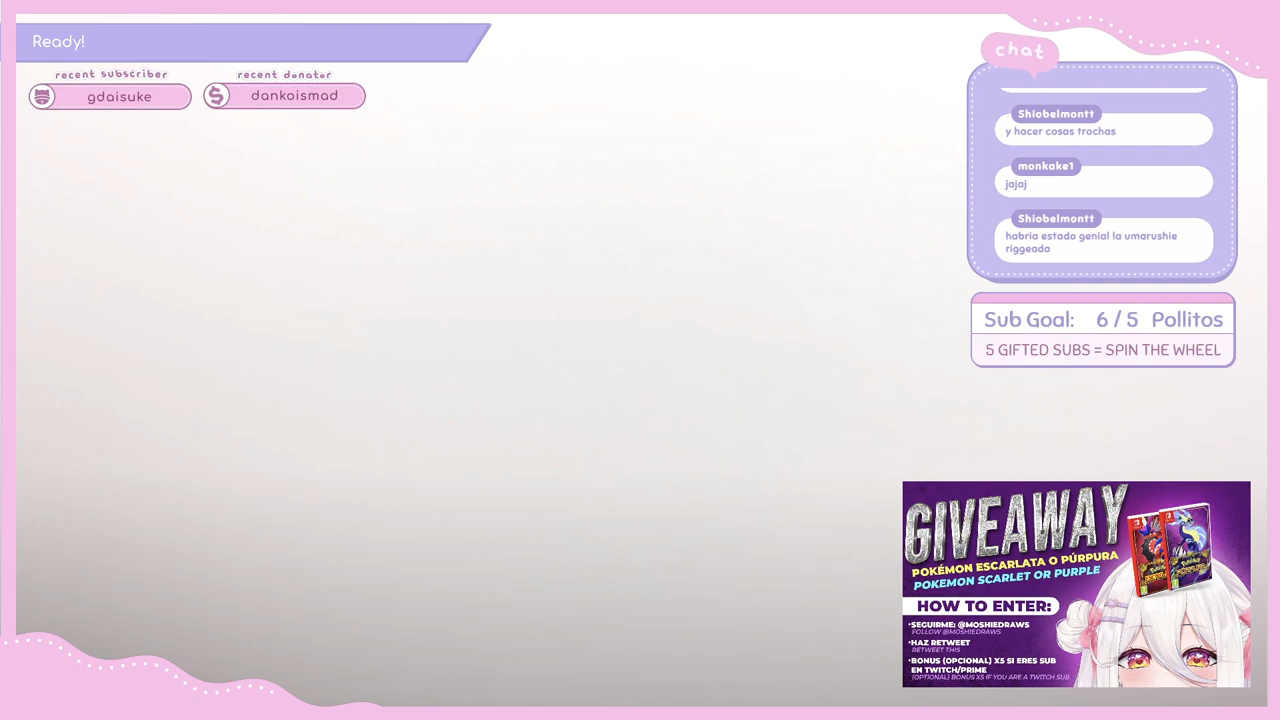 Ready!
recent subscriber
gdaisuke
recent donator
dankoismad
chat
Shiobelmontt
y hacer cosas trochas
monkake1
jajaj
Shiobelmontt
habria estado genial la umarushie
riggeada
Sub Goal: 6 / 5 Pollitos
5 GIFTED SUBS = SPIN THE WHEEL
GIVEAWAY
POKÉMON ESCARLATA O PÚRPURA
POKEMON SCARLET OR PURPLE
HOW TO ENTER:
•SEGUIRME: @MOSHIEDRAWS
FOLLOW @MOSHIEDRAWS
•HAZ RETWEET
RETWEET THIS
•BONUS (OPCIONAL) X5 SI ERES SUB
EN TWITCH/PRIME
(OPTIONAL) BONUS X5 IF YOU ARE A TWITCH SUB